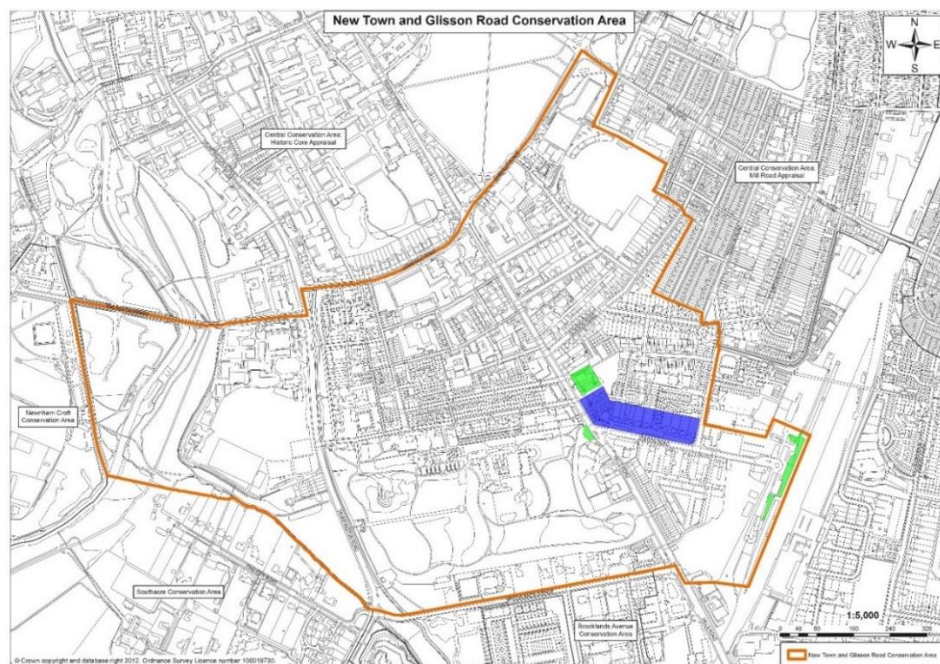 New Town and Glisson Road Conservation Area
N
W E
S
Central Conservation Area:
Historic Core Appraisal
Central Conservation Area:
Mill Road Appraisal
Newnham Croft
Conservation Area
Southacre Conservation Area
Brooklands Avenue
Conservation Area
1:5,000
New Town and Glisson Road Conservation Area
© Crown copyright and database right 2012. Ordnance Survey Licence number 100019730.